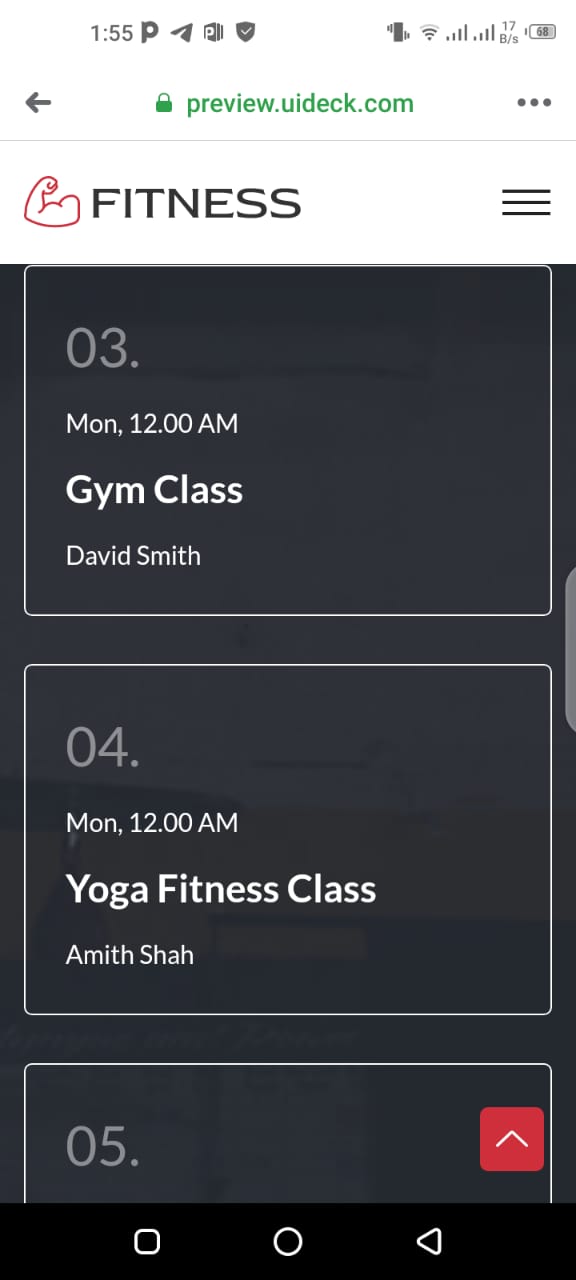 1:55
17
B/s
68
preview.uideck.com
FITNESS
03.
Mon, 12.00 AM
Gym Class
David Smith
04.
Mon, 12.00 AM
Yoga Fitness Class
Amith Shah
05.